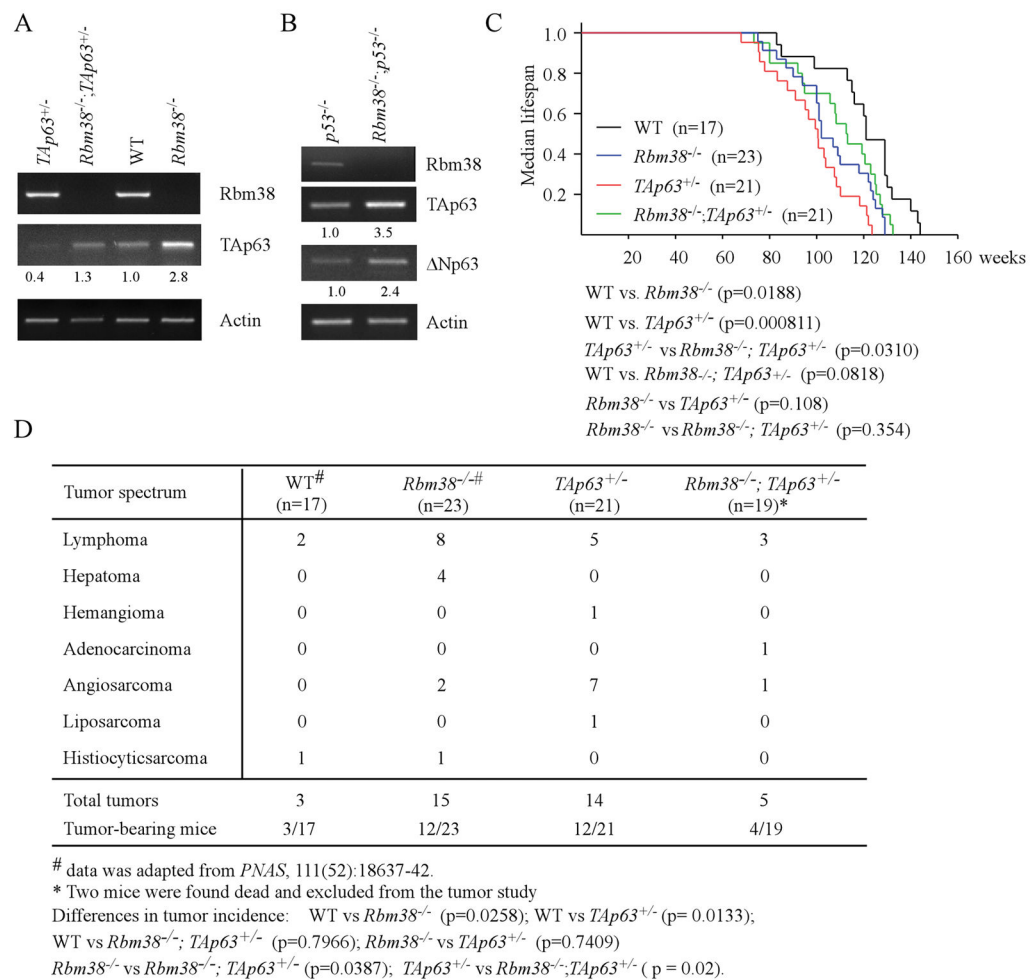 A
TAp63+/-
Rbm38-/-;TAp63+/-
WT
Rbm38-/-
Rbm38
TAp63
0.4 1.3 1.0 2.8
Actin
B
p53-/-
Rbm38-/-;p53-/-
Rbm38
TAp63
1.0 3.5
ΔNp63
1.0 2.4
Actin
C
Median lifespan
1.0
0.8
0.6
0.4
0.2
WT (n=17)
Rbm38-/- (n=23)
TAp63+/- (n=21)
Rbm38-/-;TAp63+/- (n=21)
20 40 60 80 100 120 140 160 weeks
WT vs. Rbm38-/- (p=0.0188)
WT vs. TAp63+/- (p=0.000811)
TAp63+/- vs Rbm38-/-; TAp63+/- (p=0.0310)
WT vs. Rbm38-/-; TAp63+/- (p=0.0818)
Rbm38-/- vs TAp63+/- (p=0.108)
Rbm38-/- vs Rbm38-/-; TAp63+/- (p=0.354)
D
Tumor spectrum WT# (n=17) Rbm38-/-# (n=23) TAp63+/- (n=21) Rbm38-/-; TAp63+/- (n=19)*
Lymphoma 2 8 5 3
Hepatoma 0 4 0 0
Hemangioma 0 0 1 0
Adenocarcinoma 0 0 0 1
Angiosarcoma 0 2 7 1
Liposarcoma 0 0 1 0
Histiocyticsarcoma 1 1 0 0
Total tumors 3 15 14 5
Tumor-bearing mice 3/17 12/23 12/21 4/19
# data was adapted from PNAS, 111(52):18637-42.
* Two mice were found dead and excluded from the tumor study
Differences in tumor incidence: WT vs Rbm38-/- (p=0.0258); WT vs TAp63+/- (p= 0.0133);
WT vs Rbm38-/-; TAp63+/- (p=0.7966); Rbm38-/- vs TAp63+/- (p=0.7409)
Rbm38-/- vs Rbm38-/-; TAp63+/- (p=0.0387); TAp63+/- vs Rbm38-/-;TAp63+/- ( p = 0.02).